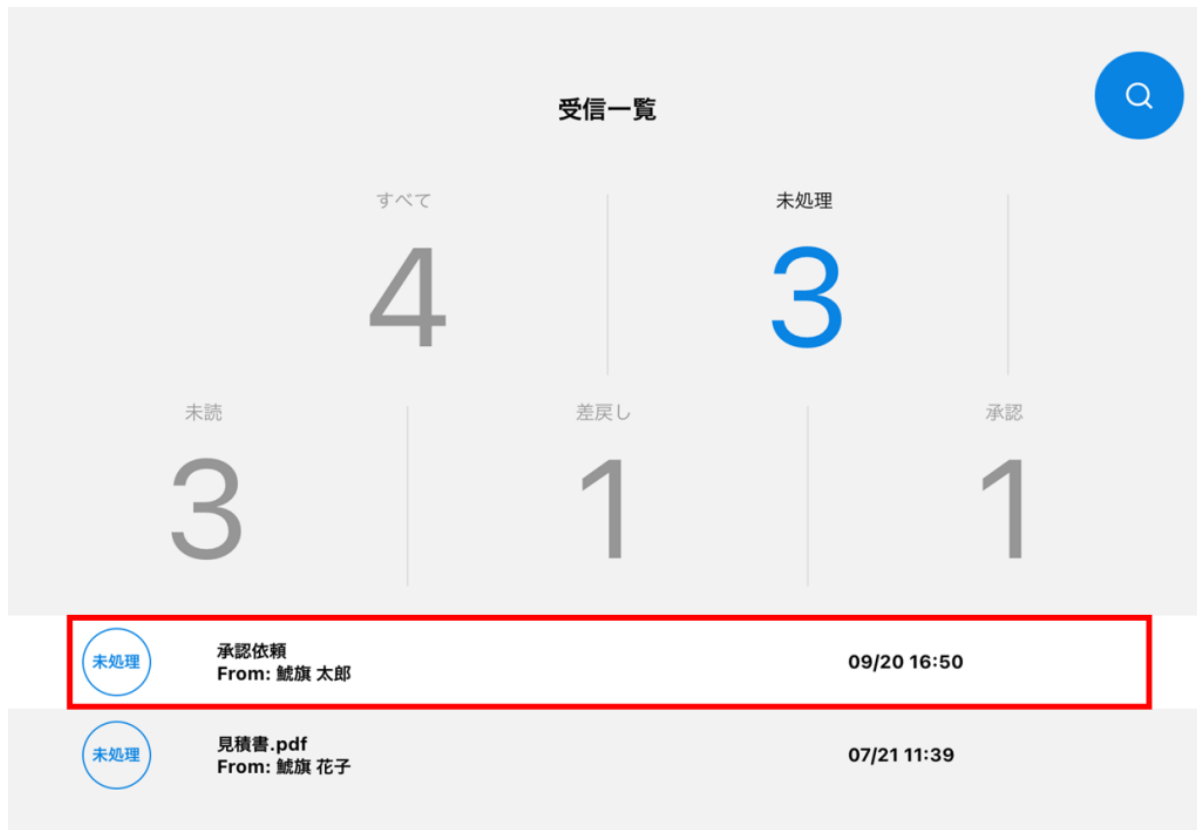 受信一覧
すべて
未処理
4
3
未読
差戻し
承認
3
1
1
未処理
承認依頼
From: 鯱旗 太郎
09/20 16:50
未処理
見積書.pdf
From: 鯱旗 花子
07/21 11:39